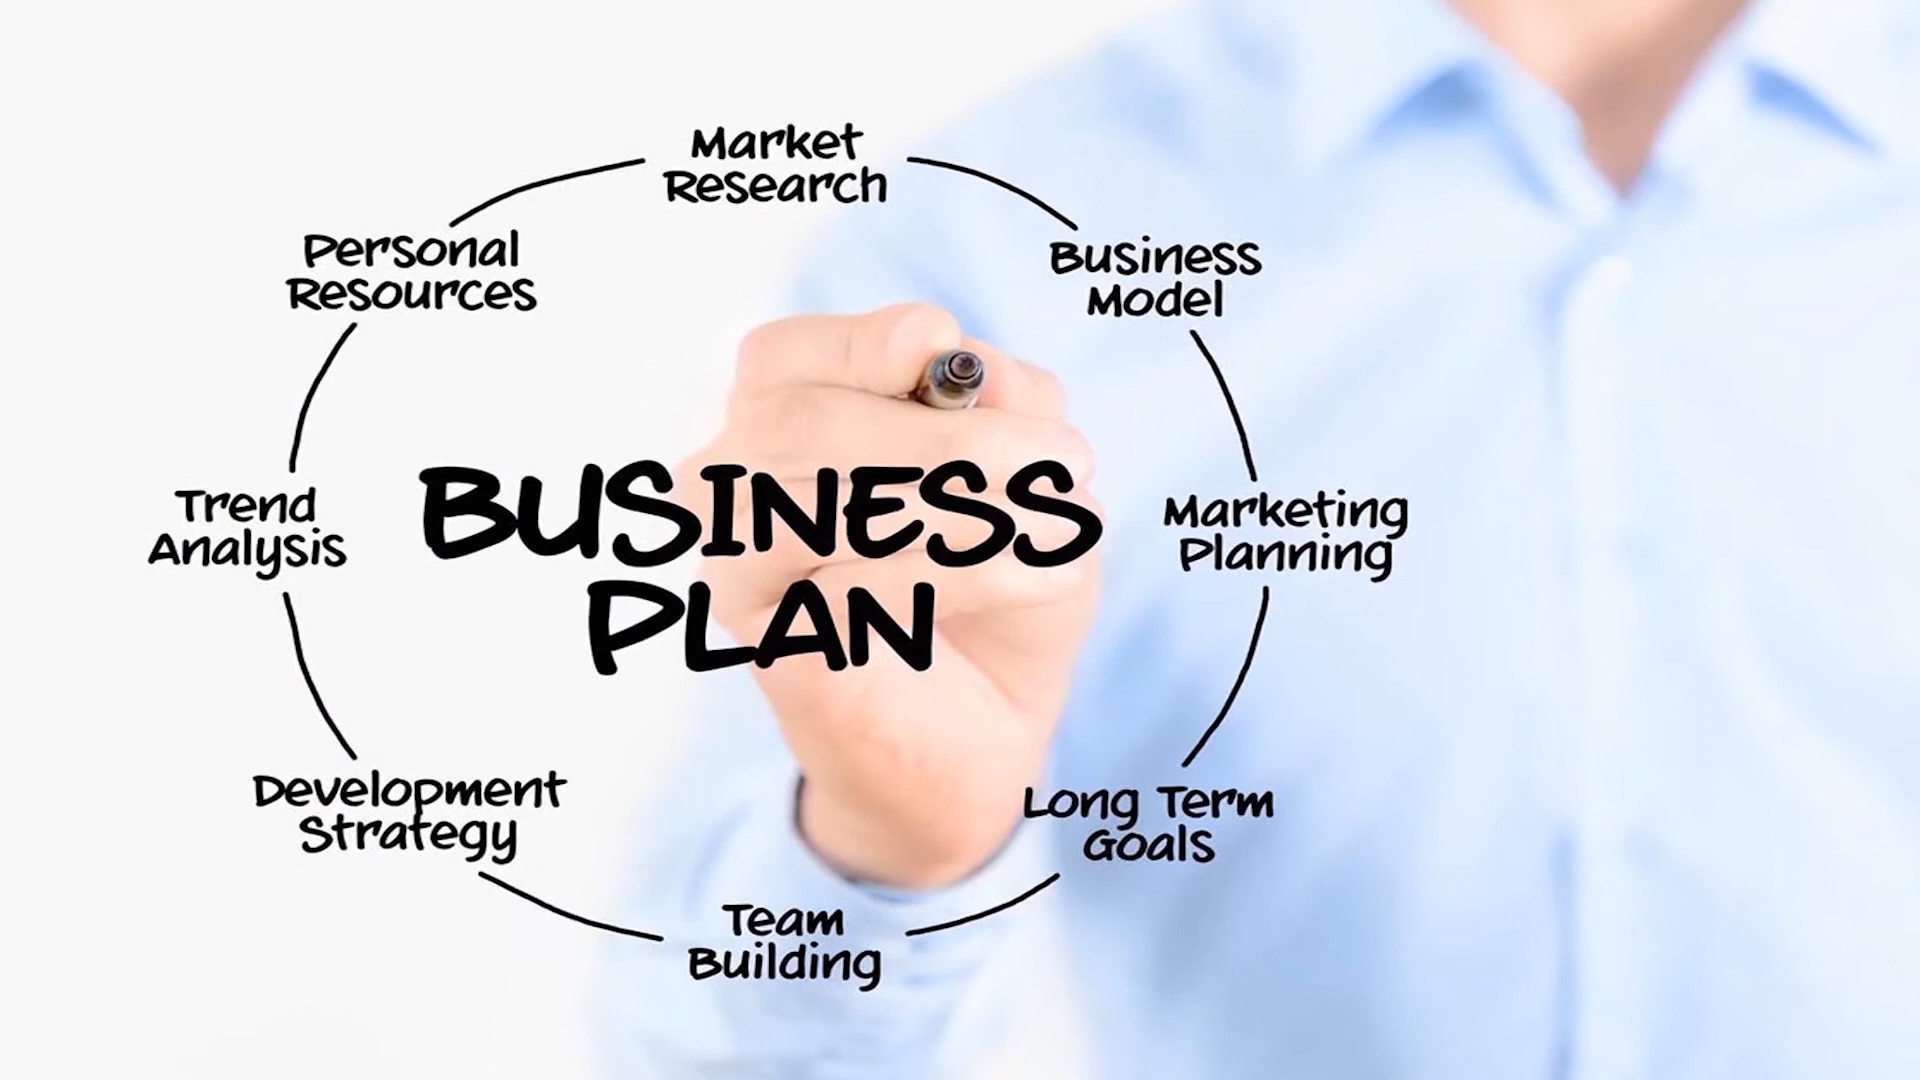 Market
Research
Business
Model
Marketing
Planning
Long Term
Goals
Team
Building
Development
Strategy
Trend
Analysis
Personal
Resources
BUSINESS
PLAN